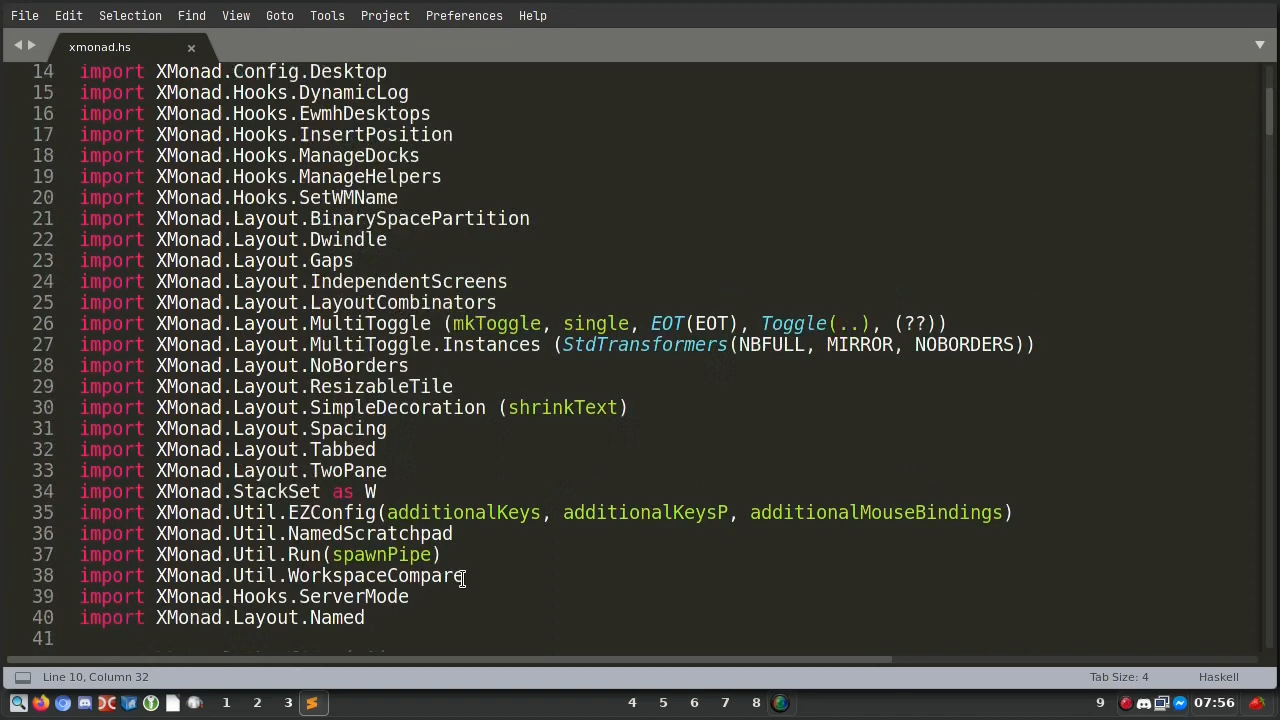 File Edit Selection Find View Goto Tools Project Preferences Help
xmonad.hs
14 import XMonad.Config.Desktop
15 import XMonad.Hooks.DynamicLog
16 import XMonad.Hooks.EwmhDesktops
17 import XMonad.Hooks.InsertPosition
18 import XMonad.Hooks.ManageDocks
19 import XMonad.Hooks.ManageHelpers
20 import XMonad.Hooks.SetWMName
21 import XMonad.Layout.BinarySpacePartition
22 import XMonad.Layout.Dwindle
23 import XMonad.Layout.Gaps
24 import XMonad.Layout.IndependentScreens
25 import XMonad.Layout.LayoutCombinators
26 import XMonad.Layout.MultiToggle (mkToggle, single, EOT(EOT), Toggle(..), (??))
27 import XMonad.Layout.MultiToggle.Instances (StdTransformers(NBFULL, MIRROR, NOBORDERS))
28 import XMonad.Layout.NoBorders
29 import XMonad.Layout.ResizableTile
30 import XMonad.Layout.SimpleDecoration (shrinkText)
31 import XMonad.Layout.Spacing
32 import XMonad.Layout.Tabbed
33 import XMonad.Layout.TwoPane
34 import XMonad.StackSet as W
35 import XMonad.Util.EZConfig(additionalKeys, additionalKeysP, additionalMouseBindings)
36 import XMonad.Util.NamedScratchpad
37 import XMonad.Util.Run(spawnPipe)
38 import XMonad.Util.WorkspaceCompare
39 import XMonad.Hooks.ServerMode
40 import XMonad.Layout.Named
41
Line 10, Column 32 Tab Size: 4 Haskell
1 2 3 4 5 6 7 8 9 07:56